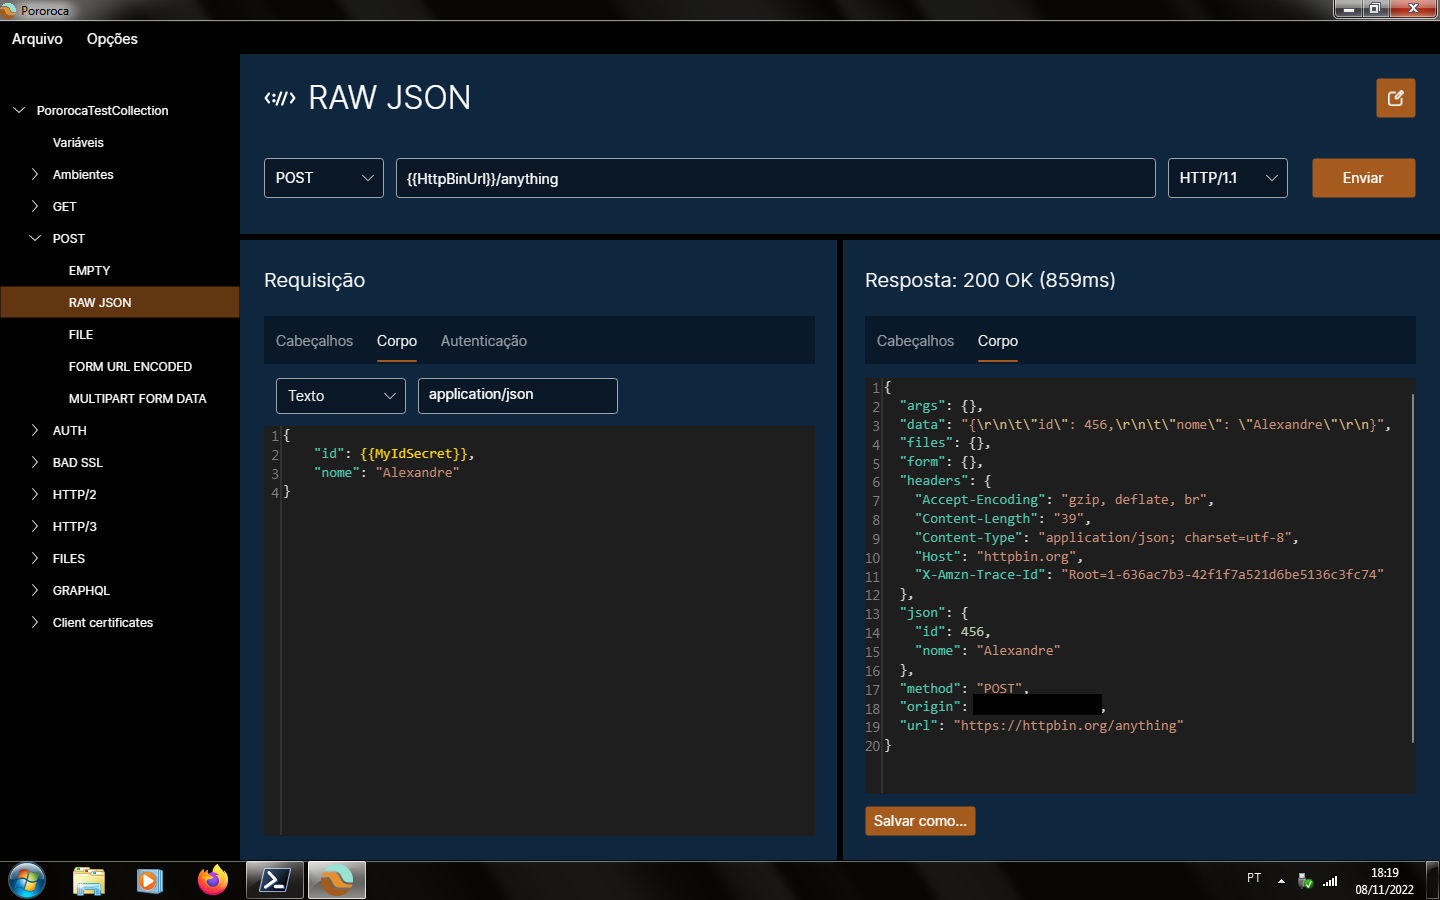 Pororoca
Arquivo Opções
PororocaTestCollection
Variáveis
Ambientes
GET
POST
EMPTY
RAW JSON
FILE
FORM URL ENCODED
MULTIPART FORM DATA
AUTH
BAD SSL
HTTP/2
HTTP/3
FILES
GRAPHQL
Client certificates
<://> RAW JSON
POST {{HttpBinUrl}}/anything HTTP/1.1 Enviar
Requisição
Cabeçalhos Corpo Autenticação
Texto application/json
1 {
2 "id": {{MyIdSecret}},
3 "nome": "Alexandre"
4 }
Resposta: 200 OK (859ms)
Cabeçalhos Corpo
1 {
2 "args": {},
3 "data": "{\r\n\t\"id\": 456,\r\n\t\"nome\": \"Alexandre\"\r\n}",
4 "files": {},
5 "form": {},
6 "headers": {
7 "Accept-Encoding": "gzip, deflate, br",
8 "Content-Length": "39",
9 "Content-Type": "application/json; charset=utf-8",
10 "Host": "httpbin.org",
11 "X-Amzn-Trace-Id": "Root=1-636ac7b3-42f1f7a521d6be5136c3fc74"
12 },
13 "json": {
14 "id": 456,
15 "nome": "Alexandre"
16 },
17 "method": "POST",
18 "origin": ,
19 "url": "https://httpbin.org/anything"
20 }
Salvar como...
PT 18:19
08/11/2022